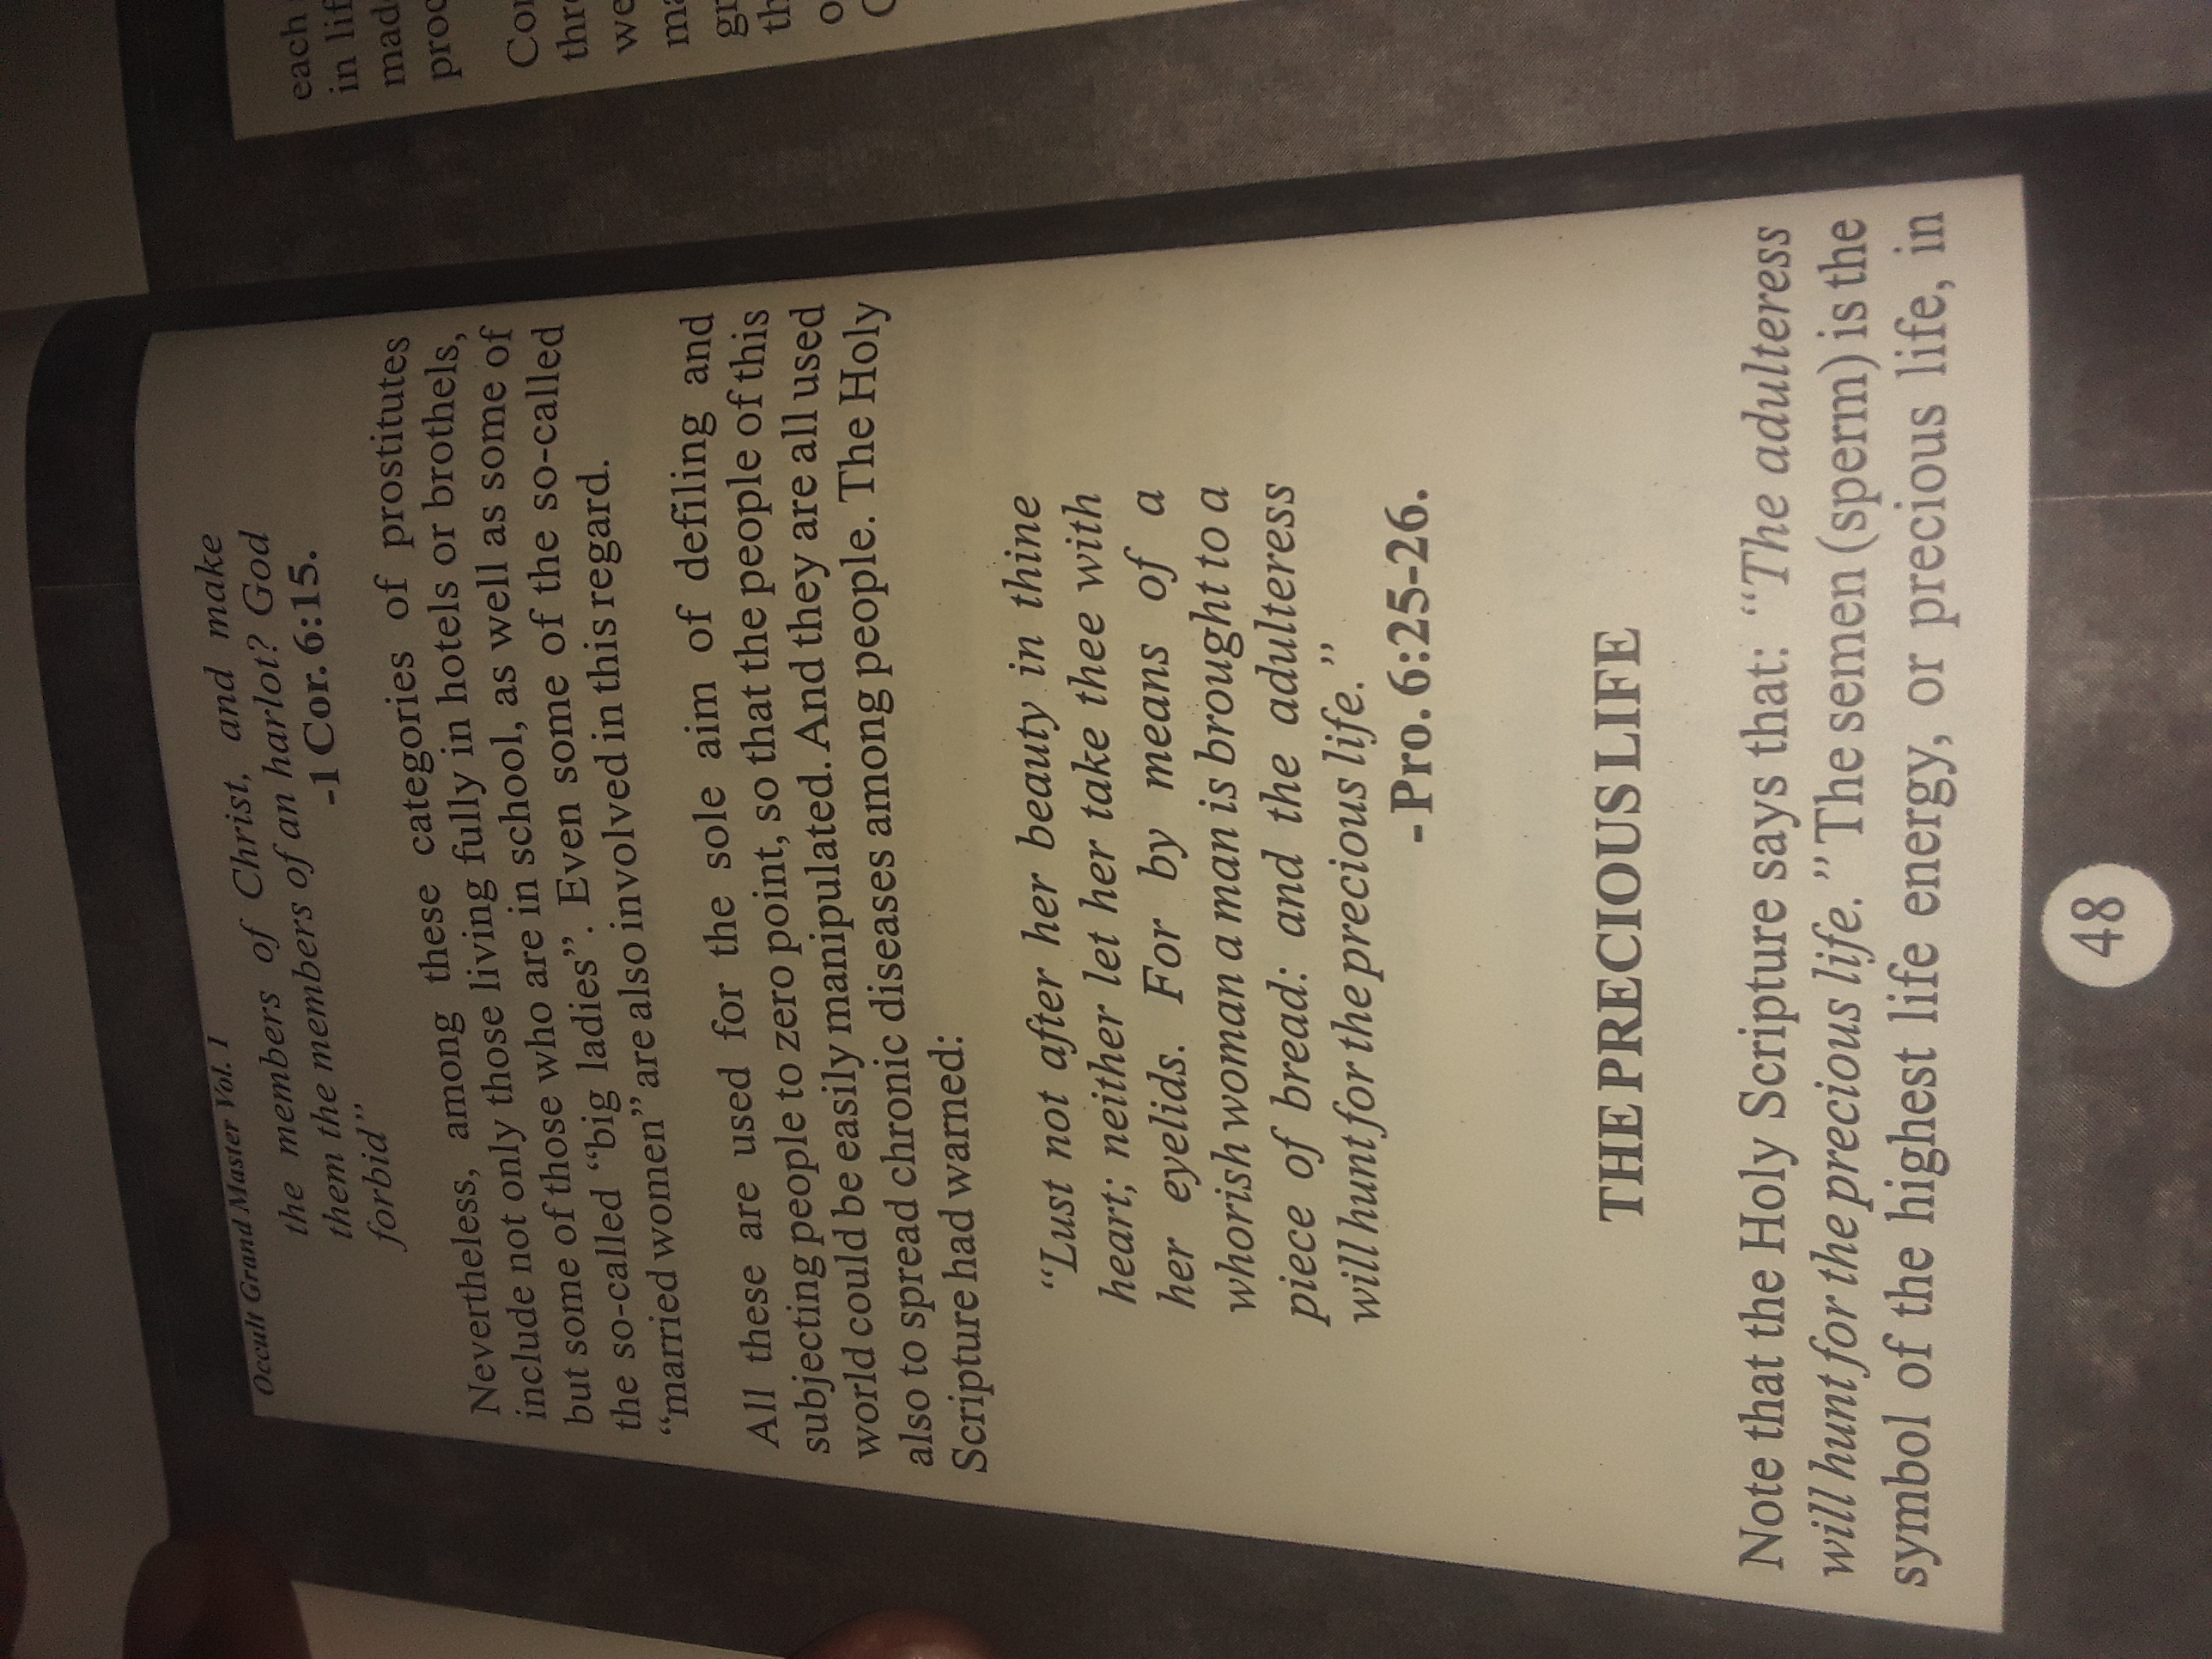 Occult Grand Master Vol. 1
the members of Christ, and make
them the members of an harlot? God
forbid”
-1 Cor. 6:15.
Nevertheless, among these categories of prostitutes
include not only those living fully in hotels or brothels,
but some of those who are in school, as well as some of
the so-called “big ladies”. Even some of the so-called
“married women” are also involved in this regard.
All these are used for the sole aim of defiling and
subjecting people to zero point, so that the people of this
world could be easily manipulated. And they are all used
also to spread chronic diseases among people. The Holy
Scripture had warned:
“Lust not after her beauty in thine
heart; neither let her take thee with
her eyelids. For by means of a
whorish woman a man is brought to a
piece of bread: and the adulteress
will hunt for the precious life.”
- Pro. 6:25-26.
THE PRECIOUS LIFE
Note that the Holy Scripture says that: “The adulteress
will hunt for the precious life.” The semen (sperm) is the
symbol of the highest life energy, or precious life, in
48
each
in